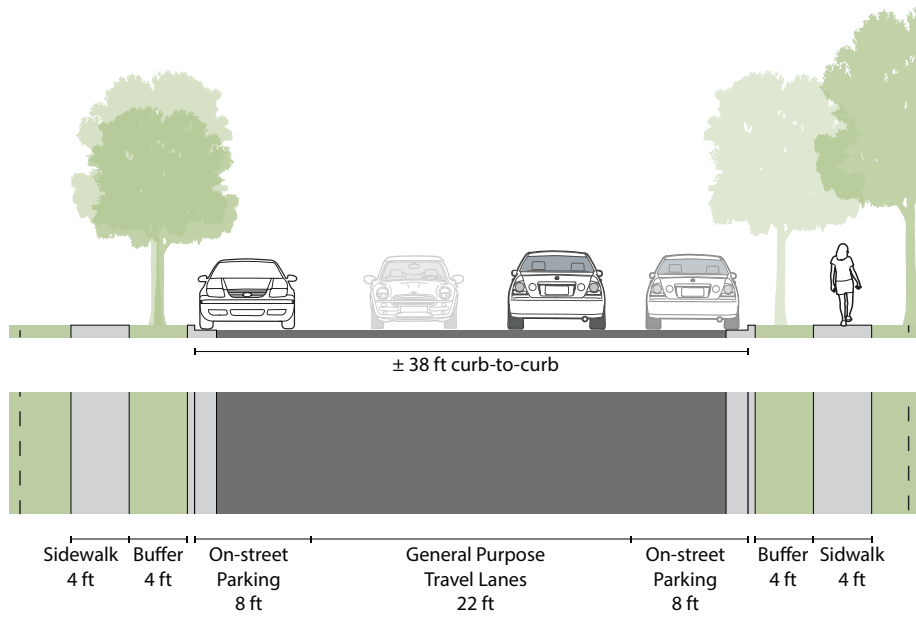 ± 38 ft curb-to-curb
Sidewalk
4 ft
Buffer
4 ft
On-street
Parking
8 ft
General Purpose
Travel Lanes
22 ft
On-street
Parking
8 ft
Buffer
4 ft
Sidwalk
4 ft